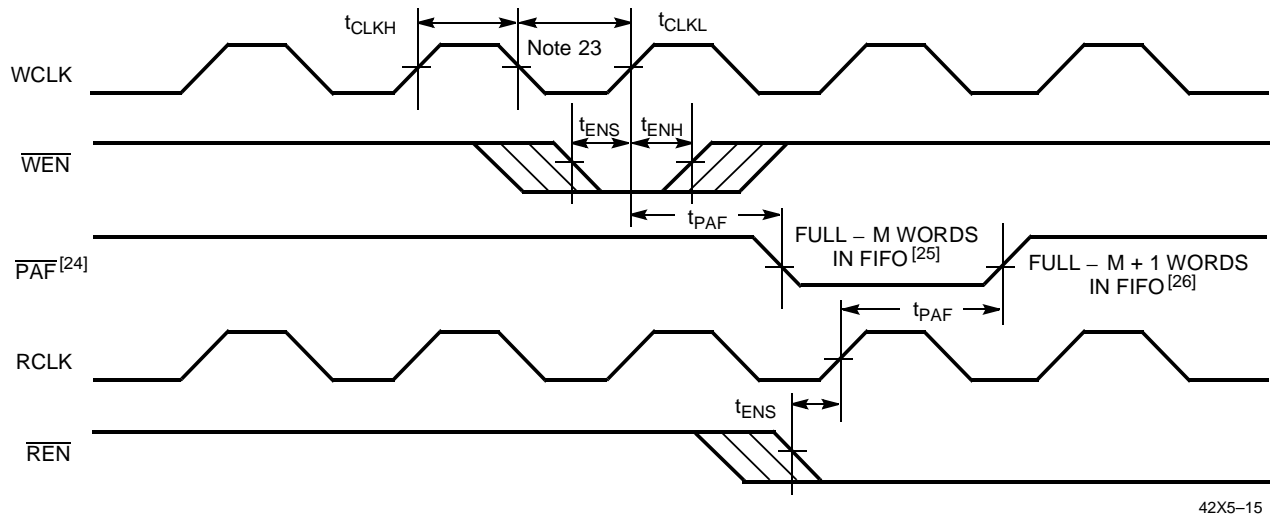 tCLKH
tCLKL
Note 23
WCLK
tENS
tENH
WEN
tPAF
FULL – M WORDS
IN FIFO[25]
PAF[24]
FULL – M + 1 WORDS
IN FIFO[26]
tPAF
RCLK
tENS
REN
42X5–15